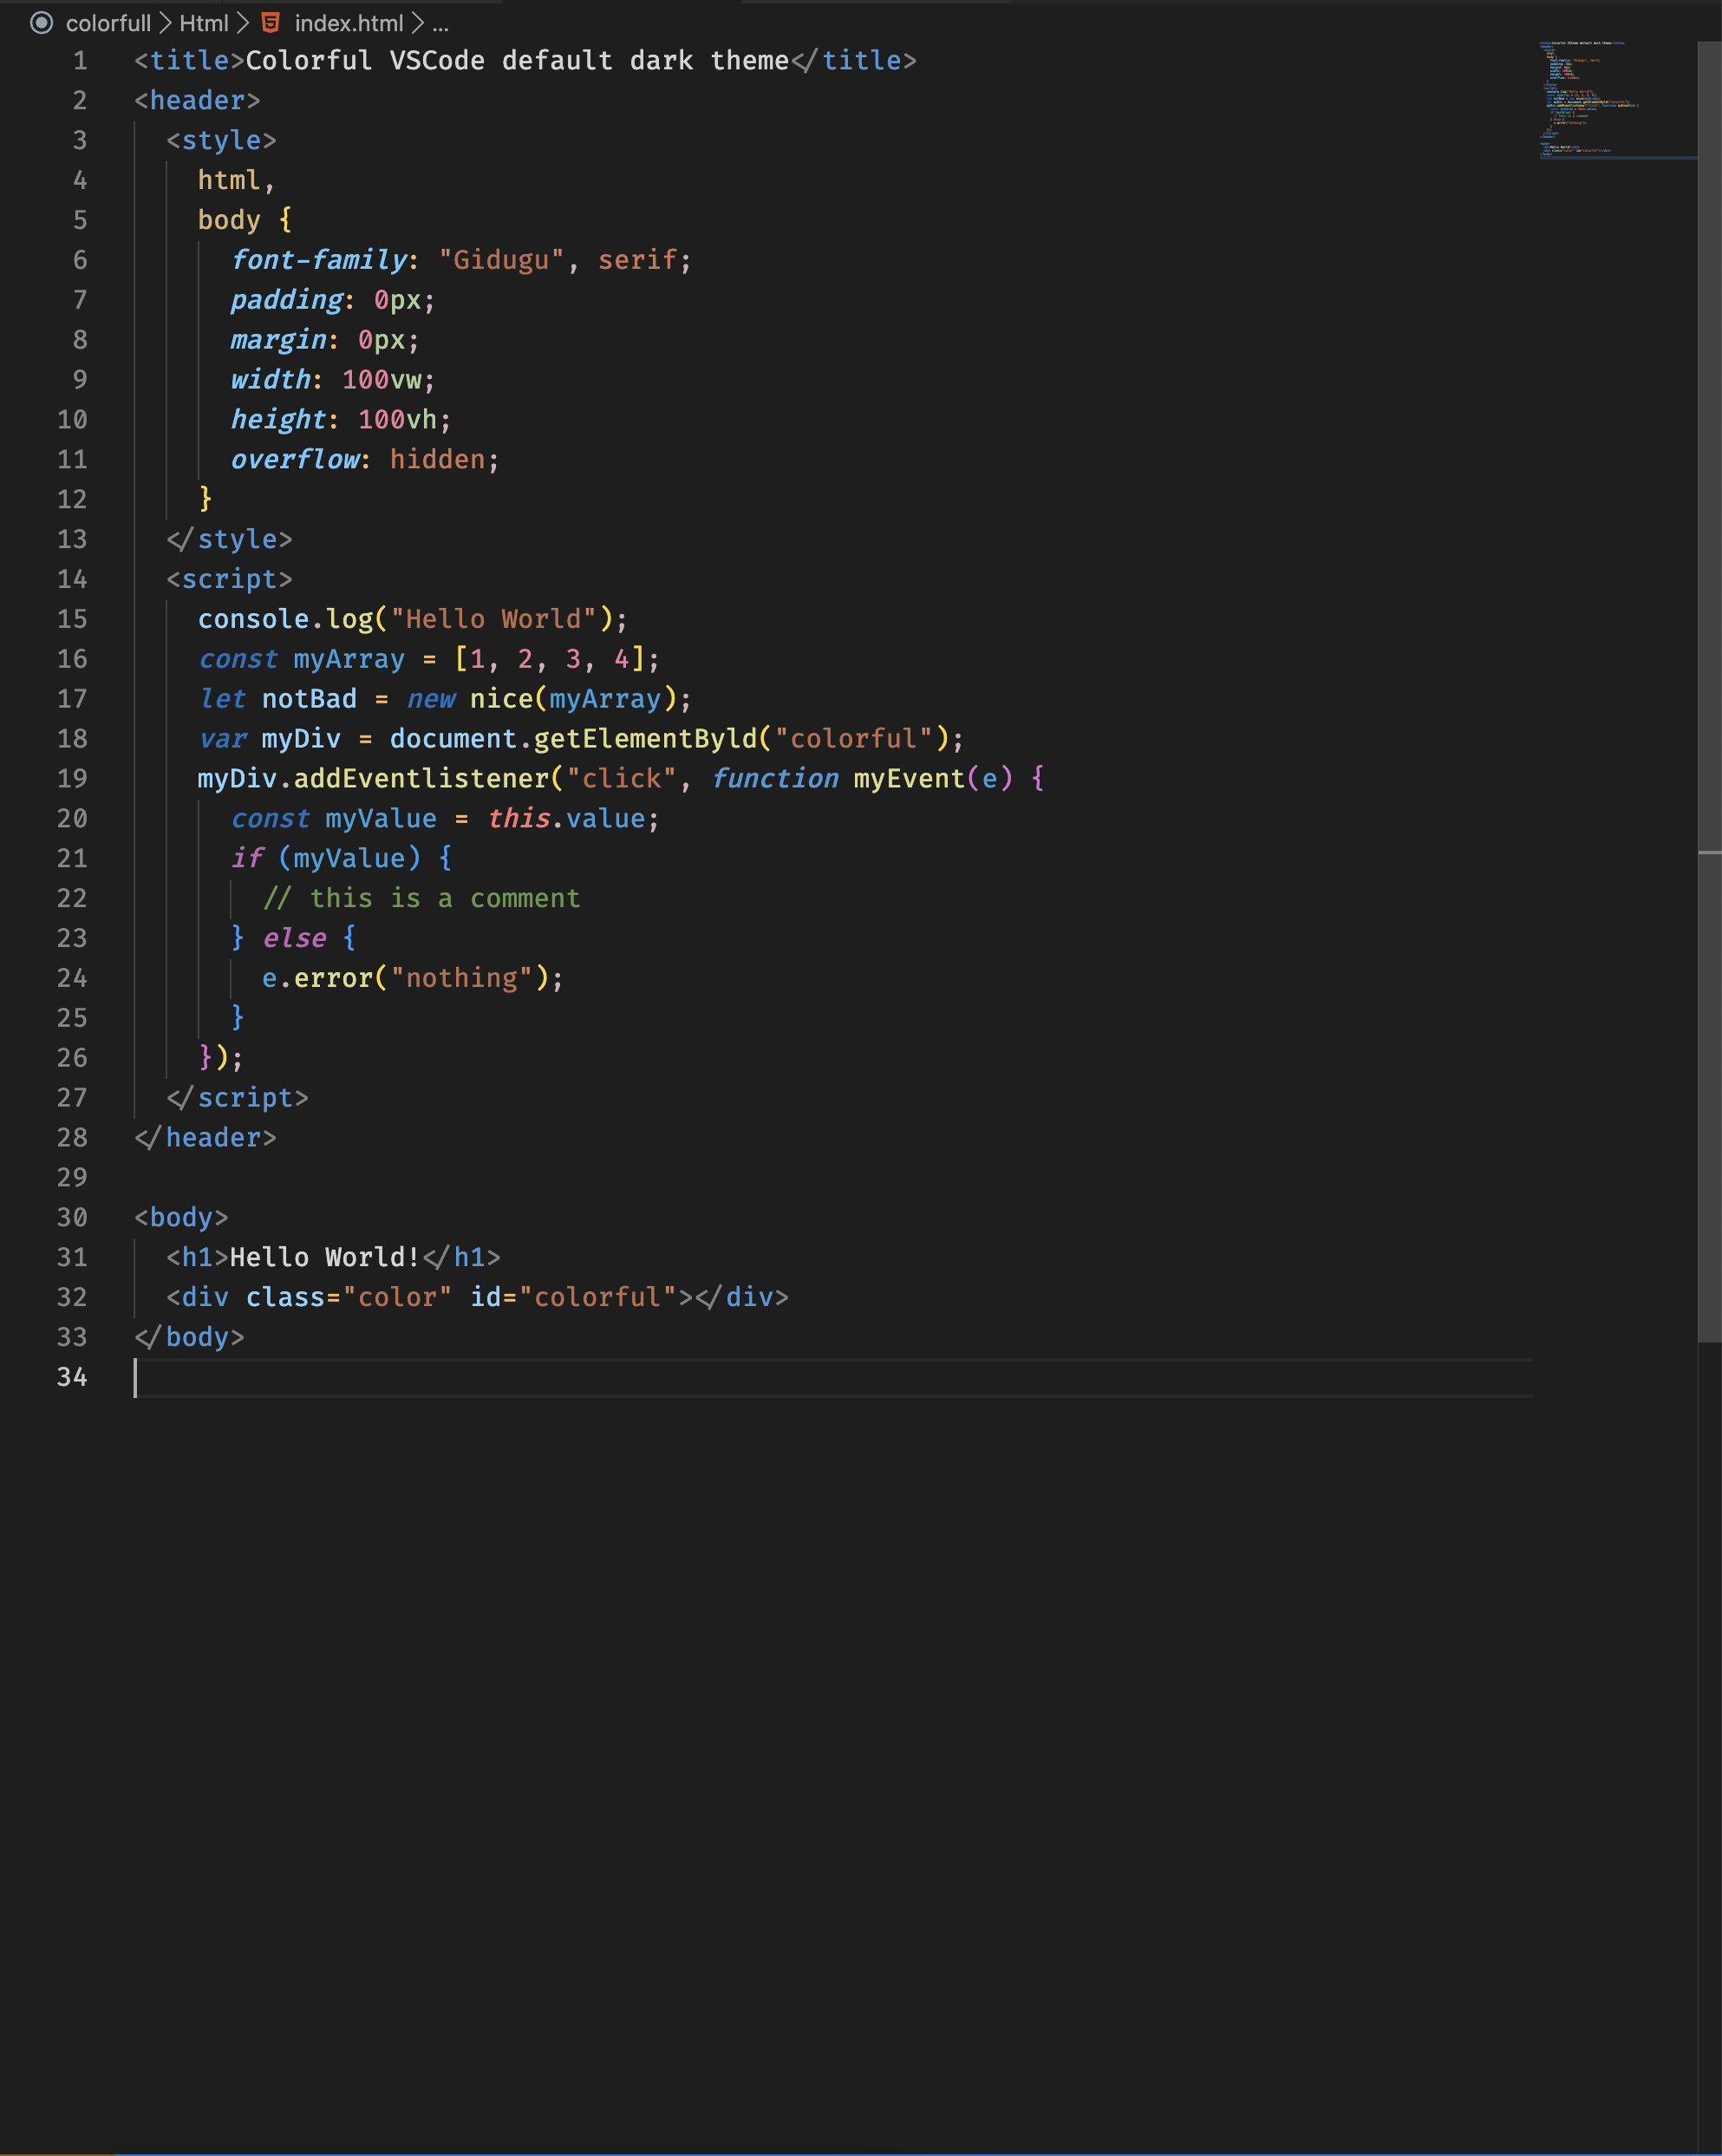 colorfull > Html > index.html > ...
1 <title>Colorful VSCode default dark theme</title>
2 <header>
3   <style>
4     html,
5     body {
6       font-family: "Gidugu", serif;
7       padding: 0px;
8       margin: 0px;
9       width: 100vw;
10       height: 100vh;
11       overflow: hidden;
12     }
13   </style>
14   <script>
15     console.log("Hello World");
16     const myArray = [1, 2, 3, 4];
17     let notBad = new nice(myArray);
18     var myDiv = document.getElementByld("colorful");
19     myDiv.addEventlistener("click", function myEvent(e) {
20       const myValue = this.value;
21       if (myValue) {
22         // this is a comment
23       } else {
24         e.error("nothing");
25       }
26     });
27   </script>
28 </header>
29
30 <body>
31   <h1>Hello World!</h1>
32   <div class="color" id="colorful"></div>
33 </body>
34